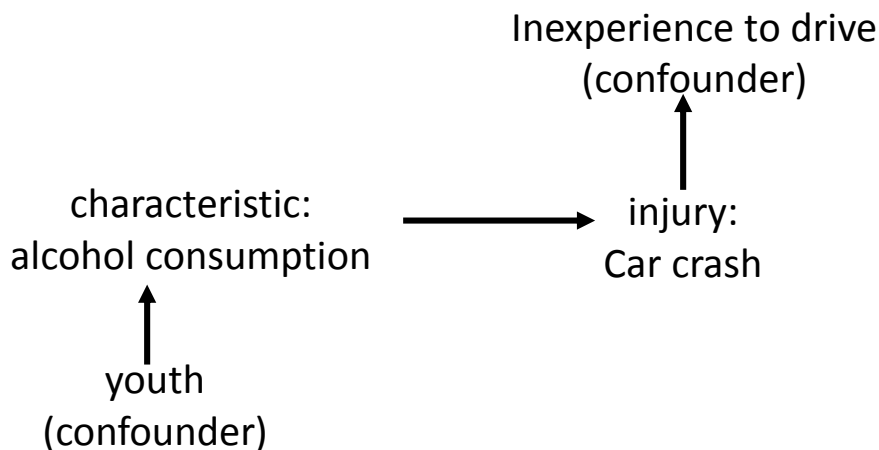 Inexperience to drive
(confounder)
characteristic:
alcohol consumption
injury:
Car crash
youth
(confounder)